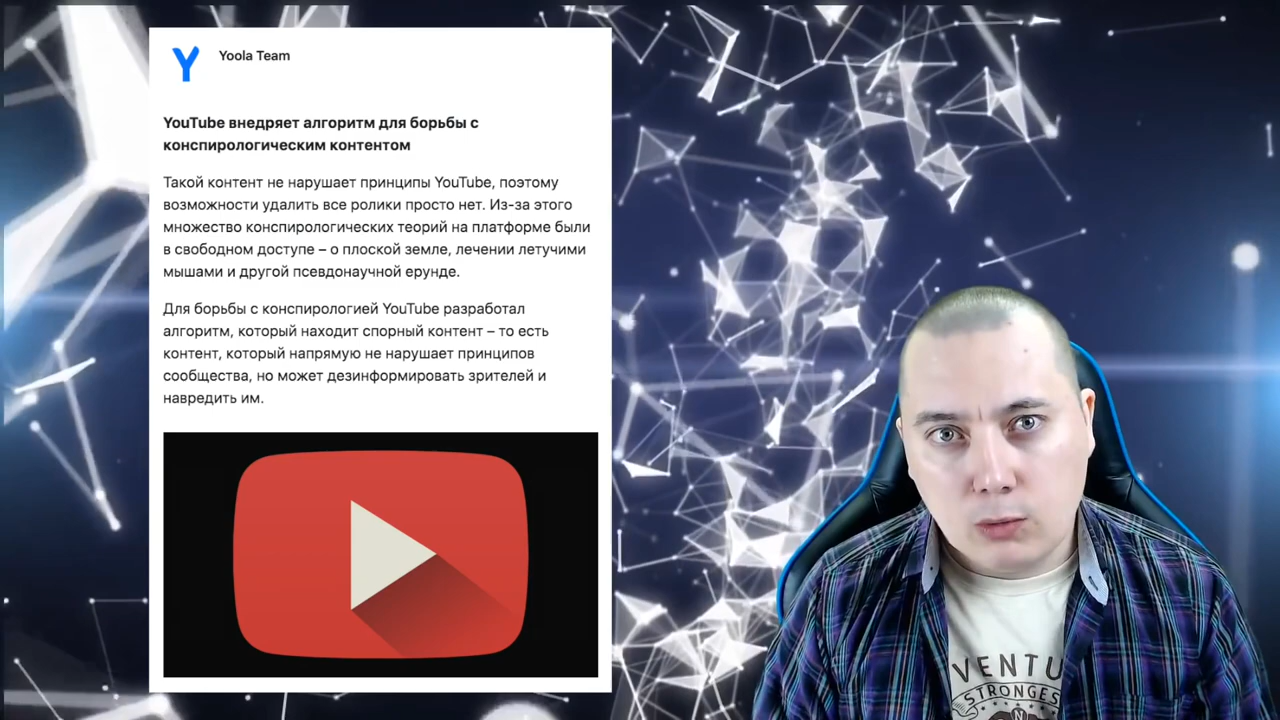 Yoola Team
YouTube внедряет алгоритм для борьбы с
конспирологическим контентом
Такой контент не нарушает принципы YouTube, поэтому
возможности удалить все ролики просто нет. Из-за этого
множество конспирологических теорий на платформе были
в свободном доступе – о плоской земле, лечении летучими
мышами и другой псевдонаучной ерунде.
Для борьбы с конспирологией YouTube разработал
алгоритм, который находит спорный контент – то есть
контент, который напрямую не нарушает принципов
сообщества, но может дезинформировать зрителей и
навредить им.
VENTU
STRONGES